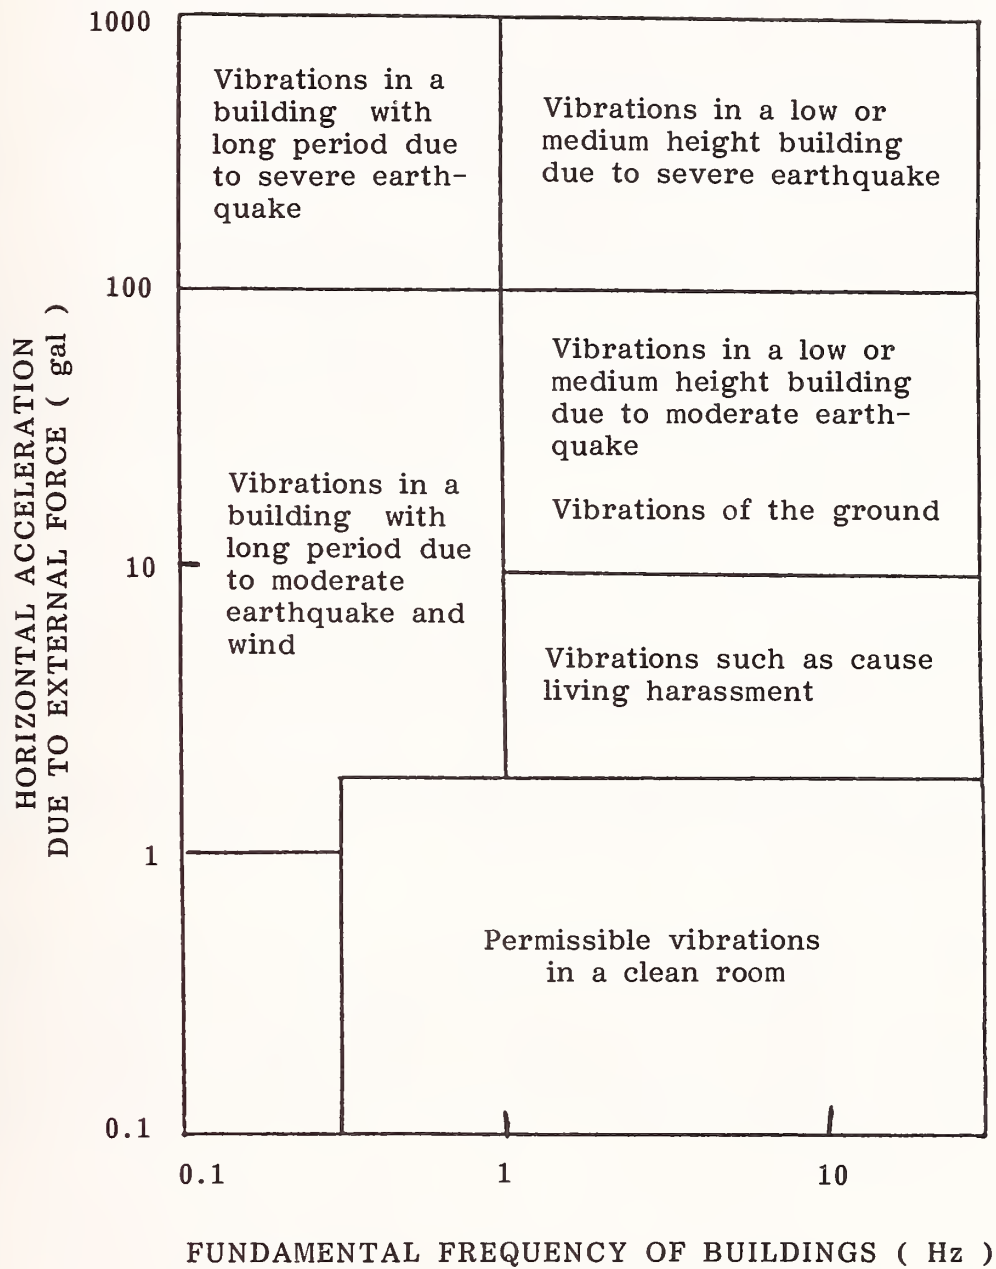 1000
Vibrations in a
building with
long period due
to severe earth-
quake
Vibrations in a low or
medium height building
due to severe earthquake
100
HORIZONTAL ACCELERATION
DUE TO EXTERNAL FORCE ( gal )
Vibrations in a low or
medium height building
due to moderate earth-
quake
Vibrations of the ground
Vibrations in a
building with
long period due
to moderate
earthquake and
wind
10
Vibrations such as cause
living harassment
1
Permissible vibrations
in a clean room
0.1
0.1 1 10
FUNDAMENTAL FREQUENCY OF BUILDINGS ( Hz )